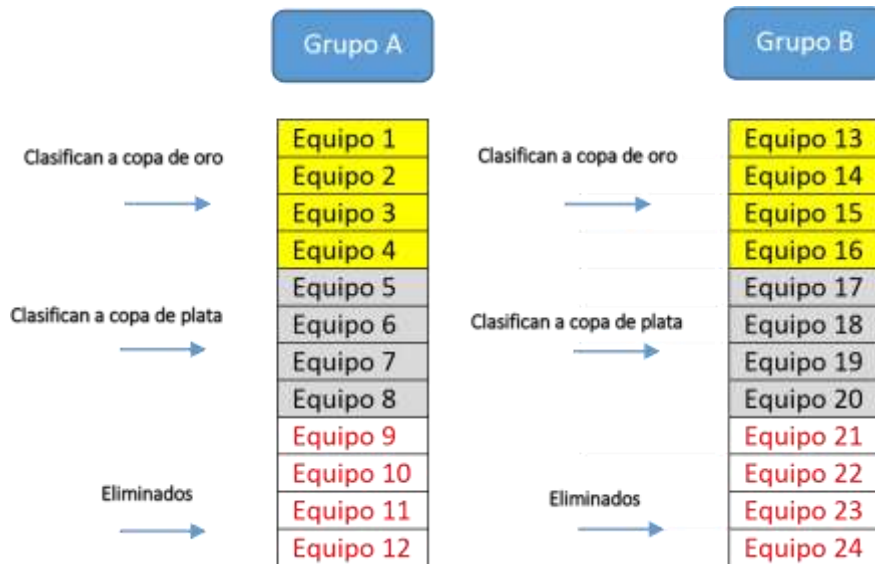 Grupo A
Clasifican a copa de oro
Equipo 1
Equipo 2
Equipo 3
Equipo 4
Clasifican a copa de plata
Equipo 5
Equipo 6
Equipo 7
Equipo 8
Eliminados
Equipo 9
Equipo 10
Equipo 11
Equipo 12
Grupo B
Clasifican a copa de oro
Equipo 13
Equipo 14
Equipo 15
Equipo 16
Clasifican a copa de plata
Equipo 17
Equipo 18
Equipo 19
Equipo 20
Eliminados
Equipo 21
Equipo 22
Equipo 23
Equipo 24